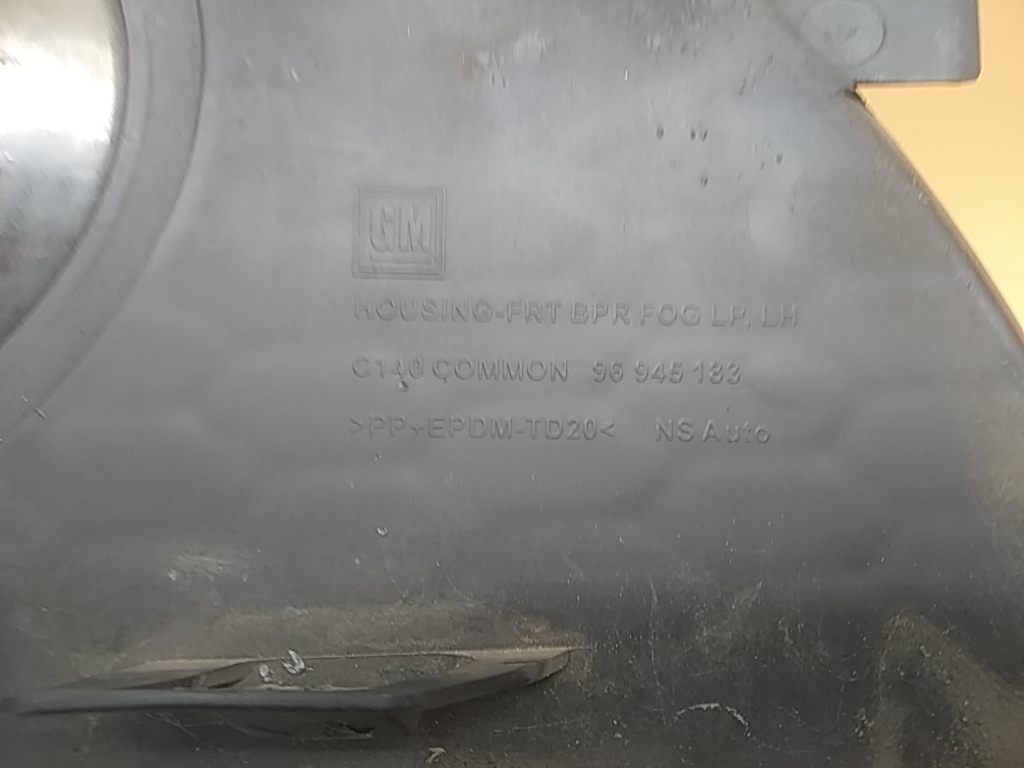 GM
HOUSING-FRT BPR FOG LP, LH
C140 COMMON 96 945 183
>PP+EPDM-TD20< NS Auto